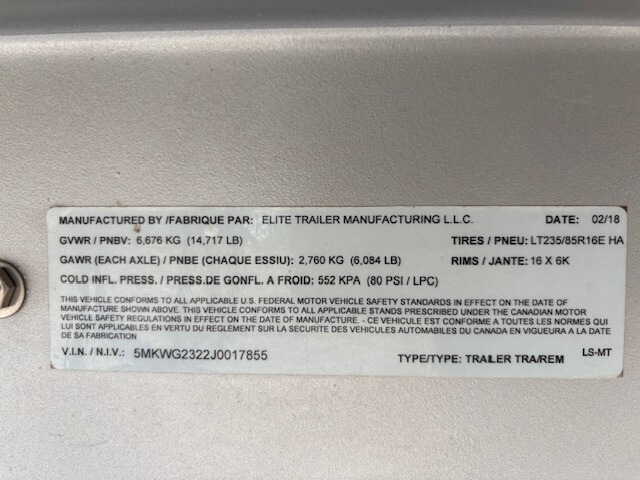 MANUFACTURED BY /FABRIQUE PAR: ELITE TRAILER MANUFACTURING L.L.C. DATE: 02/18
GVWR / PNBV: 6,676 KG (14,717 LB) TIRES / PNEU: LT235/85R16E HA
GAWR (EACH AXLE) / PNBE (CHAQUE ESSIU): 2,760 KG (6,084 LB) RIMS / JANTE: 16 X 6K
COLD INFL. PRESS. / PRESS.DE GONFL. A FROID: 552 KPA (80 PSI / LPC)
THIS VEHICLE CONFORMS TO ALL APPLICABLE U.S. FEDERAL MOTOR VEHICLE SAFETY STANDARDS IN EFFECT ON THE DATE OF
MANUFACTURE SHOWN ABOVE. THIS VEHICLE CONFORMS TO ALL APPLICABLE STANDARDS PRESCRIBED UNDER THE CANADIAN MOTOR
VEHICLE SAFETY REGULATIONS IN EFFECT ON THE DATE OF MANUFACTURE. - CE VEHICULE EST CONFORME A TOUTES LES NORMES QUI
LUI SONT APPLICABLES EN VERTU DU REGLEMENT SUR LA SECURITE DES VEHICULES AUTOMOBILES DU CANADA EN VIGUEURA A LA DATE
DE SA FABRICATION
V.I.N. / N.I.V.: 5MKWG2322J0017855 TYPE/TYPE: TRAILER TRA/REM LS-MT